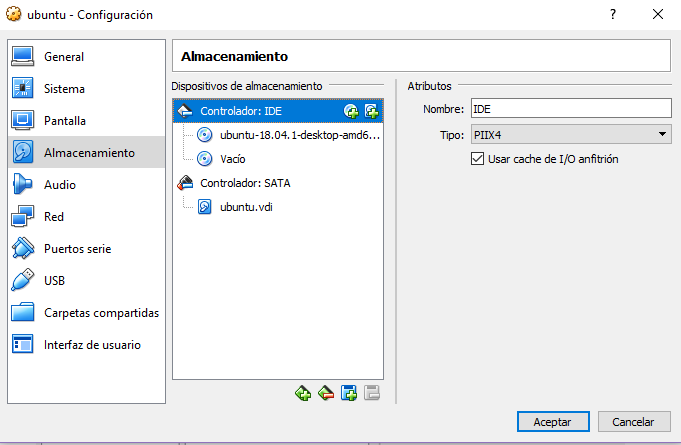 ubuntu - Configuración
?
General
Sistema
Pantalla
Almacenamiento
Audio
Red
Puertos serie
USB
Carpetas compartidas
Interfaz de usuario
Almacenamiento
Dispositivos de almacenamiento
Controlador: IDE
ubuntu-18.04.1-desktop-amd6...
Vacío
Controlador: SATA
ubuntu.vdi
Atributos
Nombre: IDE
Tipo: PIIX4
Usar cache de I/O anfitrión
Aceptar
Cancelar